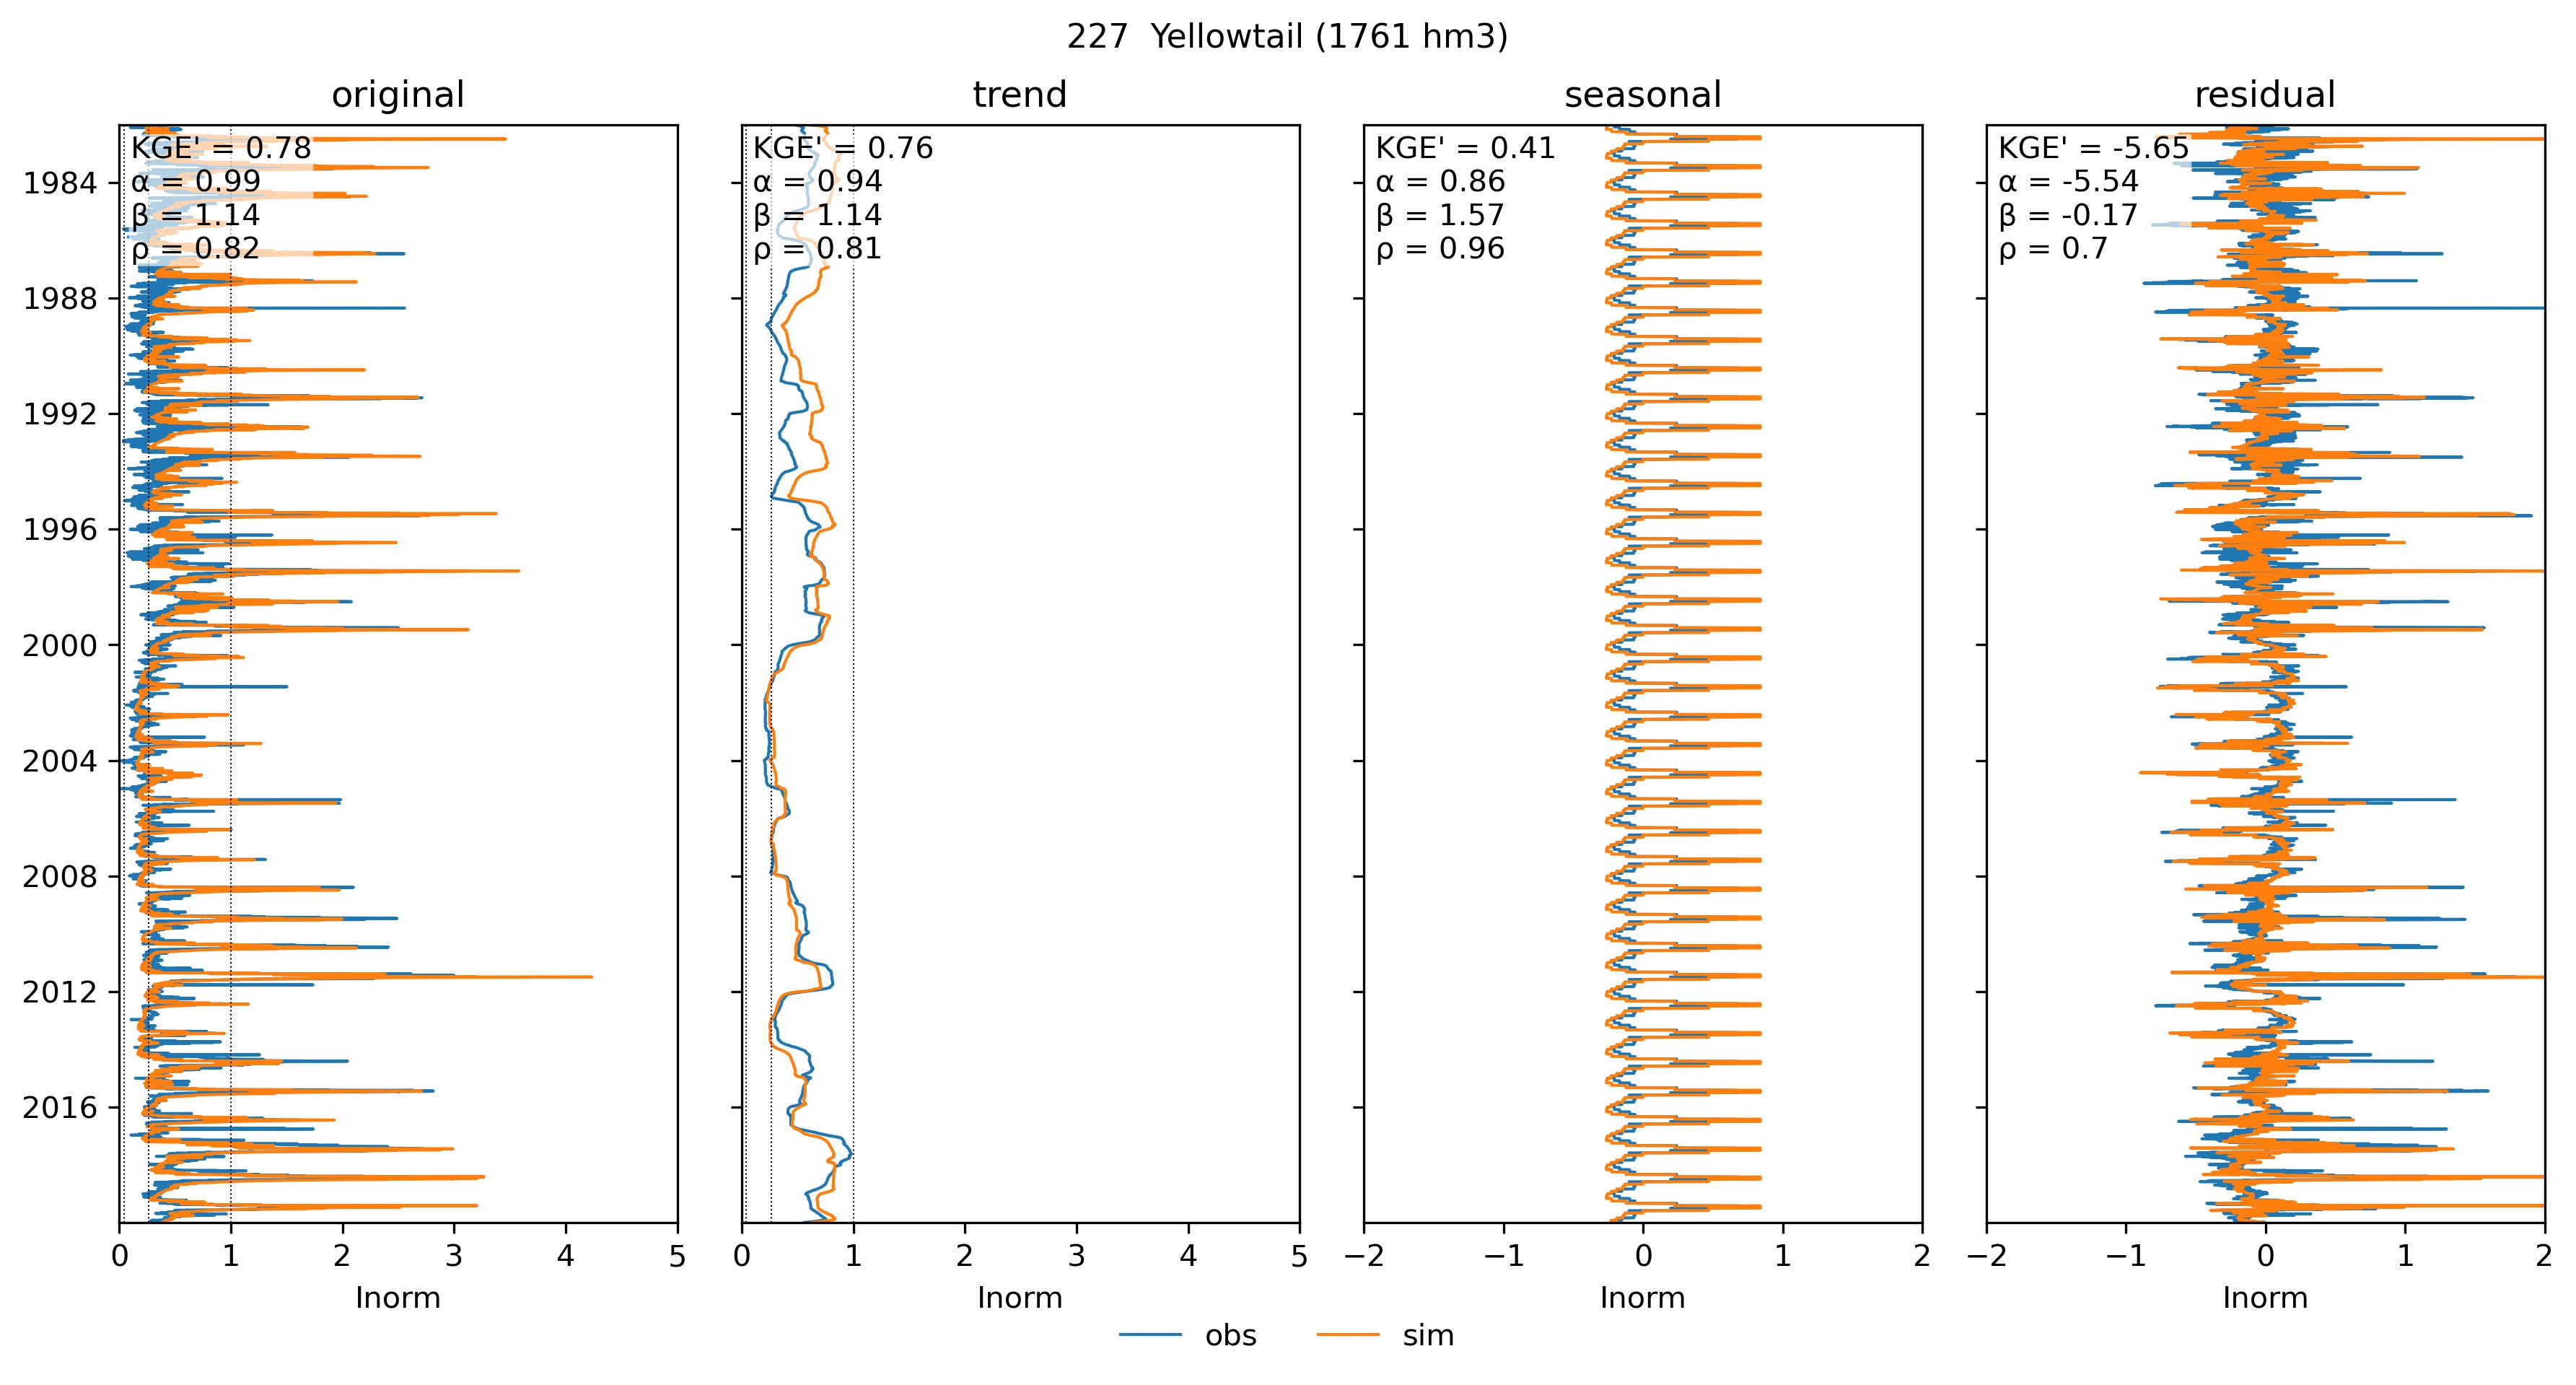 227  Yellowtail (1761 hm3)
original
trend
seasonal
residual
KGE' = 0.78
α = 0.99
β = 1.14
ρ = 0.82
KGE' = 0.76
α = 0.94
β = 1.14
ρ = 0.81
KGE' = 0.41
α = 0.86
β = 1.57
ρ = 0.96
KGE' = -5.65
α = -5.54
β = -0.17
ρ = 0.7
1984
1988
1992
1996
2000
2004
2008
2012
2016
0 1 2 3 4 5
0 1 2 3 4 5
−2 −1 0 1 2
−2 −1 0 1 2
Inorm
Inorm
Inorm
Inorm
obs
sim